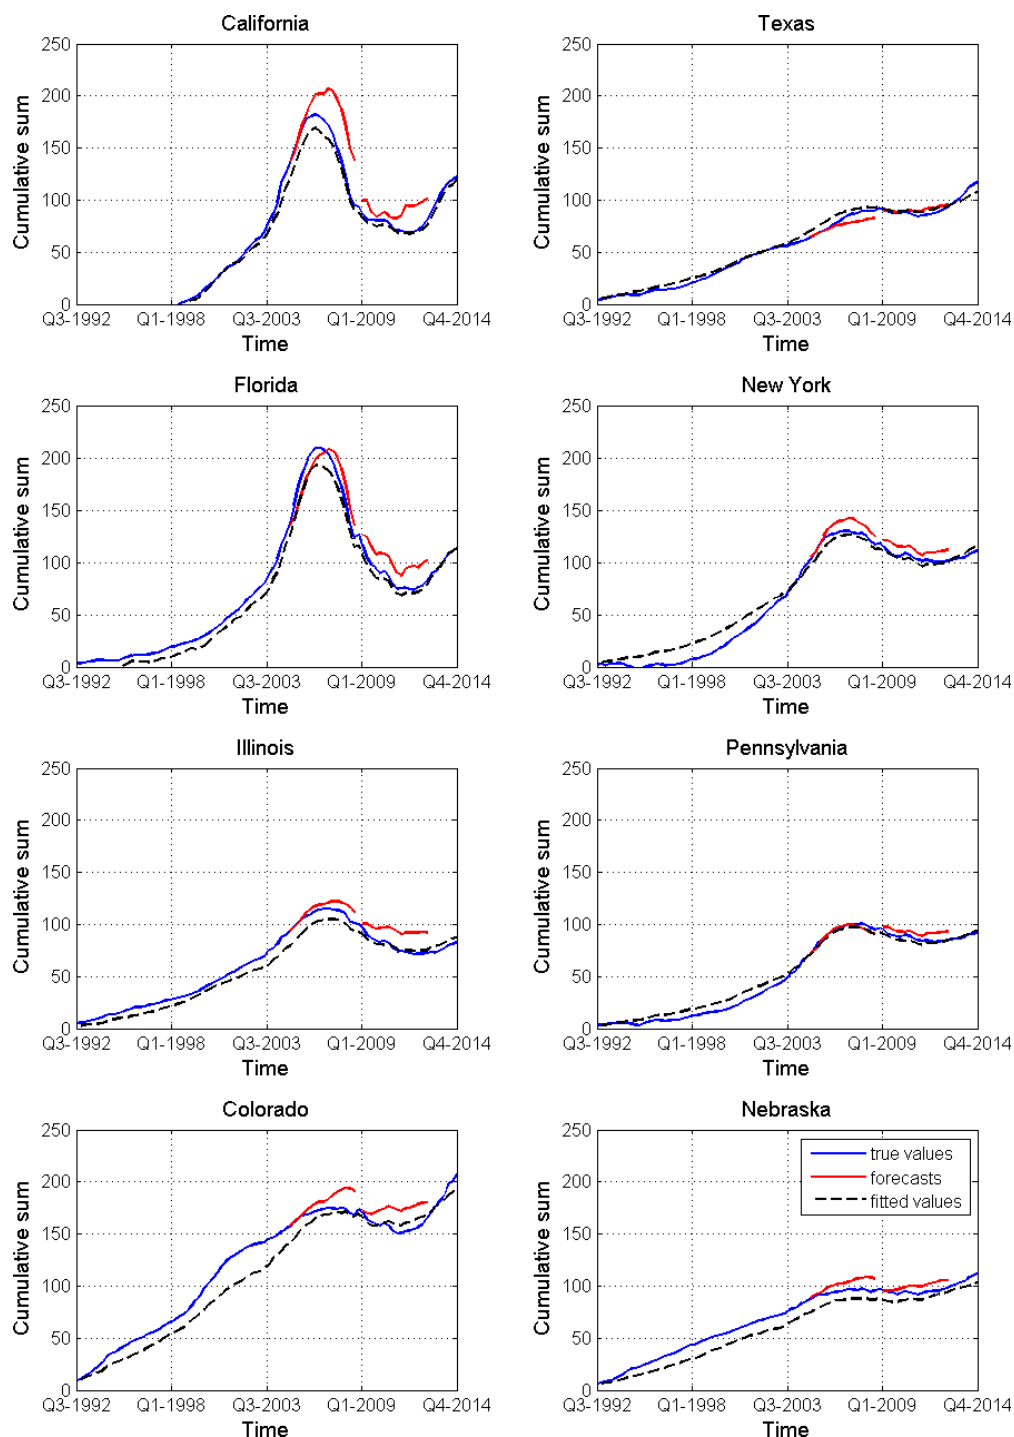 California
250
200
150
100
50
0
Cumulative sum
Q3-1992 Q1-1998 Q3-2003 Q1-2009 Q4-2014
Time
Texas
250
200
150
100
50
0
Cumulative sum
Q3-1992 Q1-1998 Q3-2003 Q1-2009 Q4-2014
Time
Florida
250
200
150
100
50
0
Cumulative sum
Q3-1992 Q1-1998 Q3-2003 Q1-2009 Q4-2014
Time
New York
250
200
150
100
50
0
Cumulative sum
Q3-1992 Q1-1998 Q3-2003 Q1-2009 Q4-2014
Time
Illinois
250
200
150
100
50
0
Cumulative sum
Q3-1992 Q1-1998 Q3-2003 Q1-2009 Q4-2014
Time
Pennsylvania
250
200
150
100
50
0
Cumulative sum
Q3-1992 Q1-1998 Q3-2003 Q1-2009 Q4-2014
Time
Colorado
250
200
150
100
50
0
Cumulative sum
Q3-1992 Q1-1998 Q3-2003 Q1-2009 Q4-2014
Time
Nebraska
250
200
150
100
50
0
Cumulative sum
true values
forecasts
fitted values
Q3-1992 Q1-1998 Q3-2003 Q1-2009 Q4-2014
Time